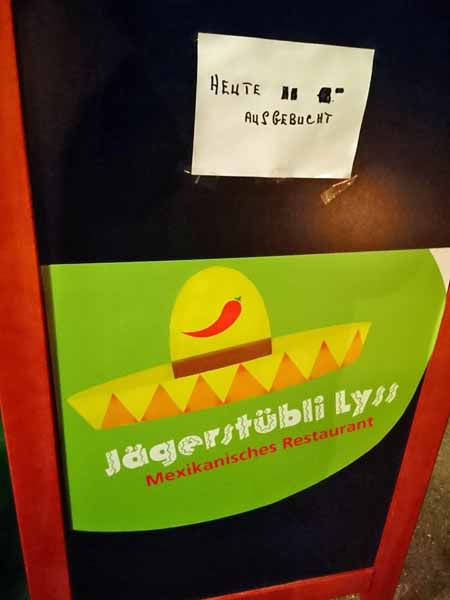 HEUTE
AUSGEBUCHT
Jägerstübli Lyss
Mexikanisches Restaurant